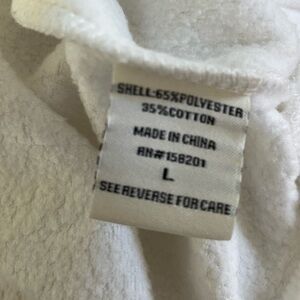 SHELL:65%POLYESTER
35%COTTON
MADE IN CHINA
RN#158201
L
SEE REVERSE FOR CARE